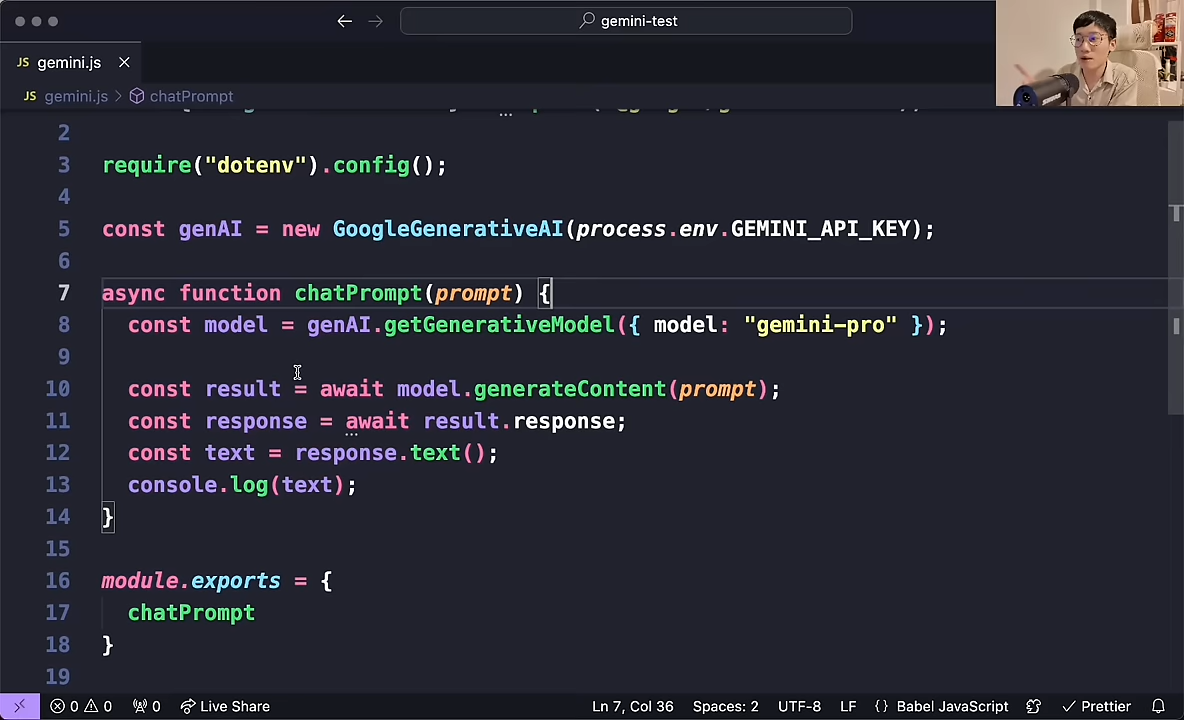 gemini-test
JS gemini.js
JS gemini.js > chatPrompt
2
3 require("dotenv").config();
4
5 const genAI = new GoogleGenerativeAI(process.env.GEMINI_API_KEY);
6
7 async function chatPrompt(prompt) {
8 const model = genAI.getGenerativeModel({ model: "gemini-pro" });
9
10 const result = await model.generateContent(prompt);
11 const response = await result.response;
12 const text = response.text();
13 console.log(text);
14 }
15
16 module.exports = {
17 chatPrompt
18 }
19
0 0 0 Live Share Ln 7, Col 36 Spaces: 2 UTF-8 LF {} Babel JavaScript Prettier